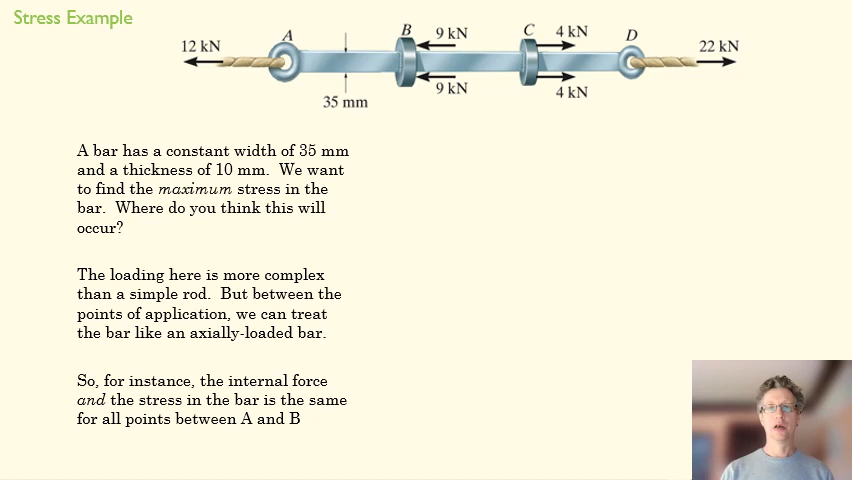 Stress Example
A
B
9 kN
C
4 kN
D
12 kN
22 kN
9 kN
4 kN
35 mm
A bar has a constant width of 35 mm
and a thickness of 10 mm. We want
to find the maximum stress in the
bar. Where do you think this will
occur?
The loading here is more complex
than a simple rod. But between the
points of application, we can treat
the bar like an axially-loaded bar.
So, for instance, the internal force
and the stress in the bar is the same
for all points between A and B